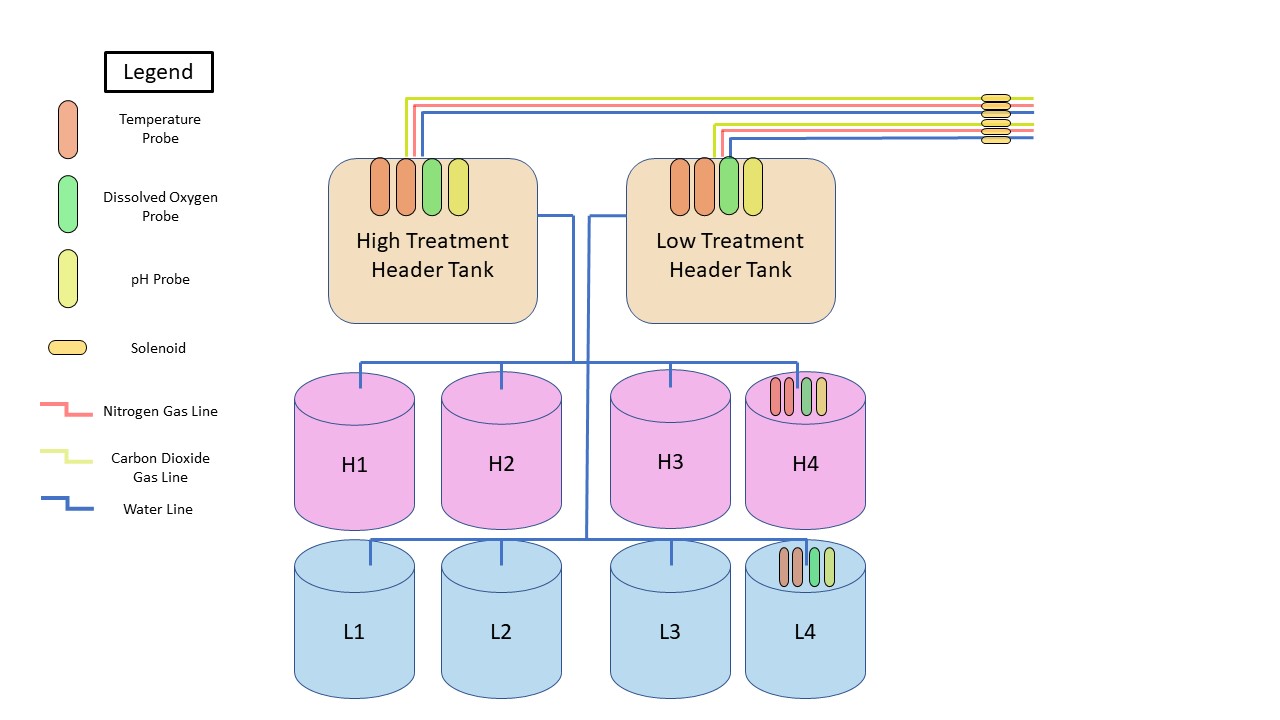 Legend
Temperature
Probe
Dissolved Oxygen
Probe
pH Probe
Solenoid
Nitrogen Gas Line
Carbon Dioxide
Gas Line
Water Line
High Treatment
Header Tank
Low Treatment
Header Tank
H1
H2
H3
H4
L1
L2
L3
L4